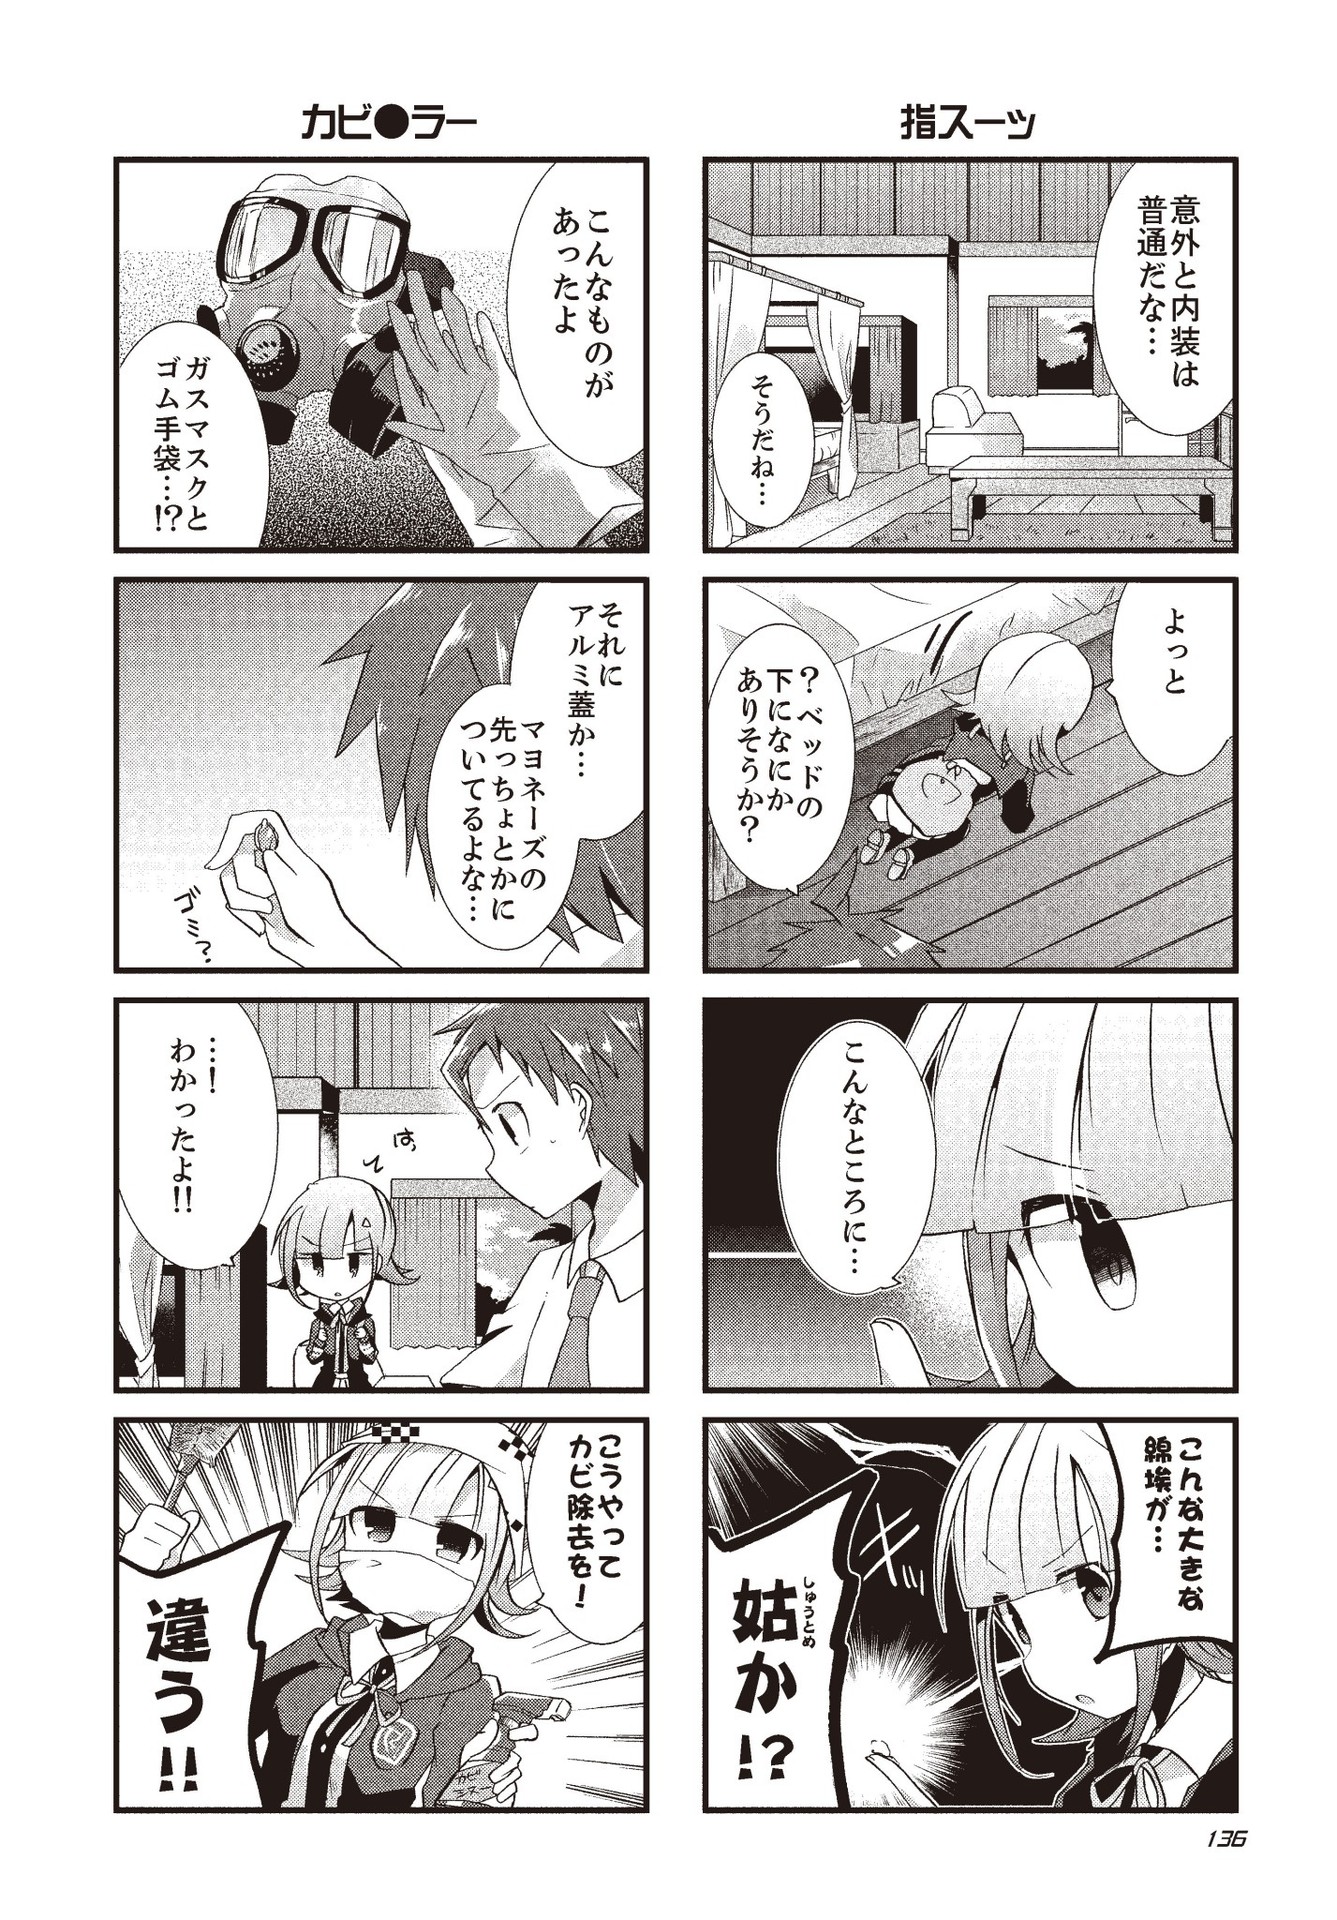 指スーッ
意外と内装は
普通だな…
そうだね…
よっと
？ベッドの
下になにか
ありそうか？
こんなところに…
こんな大きな
綿埃が…
メッ
姑か!?
しゅうとめ
カビ●ラー
こんなものが
あったよ
ガスマスクと
ゴム手袋…!?
それに
アルミ蓋か…
マヨネーズの
先っちょとかに
ついてるよな…
ゴミ？
はっ
…！
わかったよ!!
こうやって
カビ除去を！
カビ
ラスー
違う!!
136